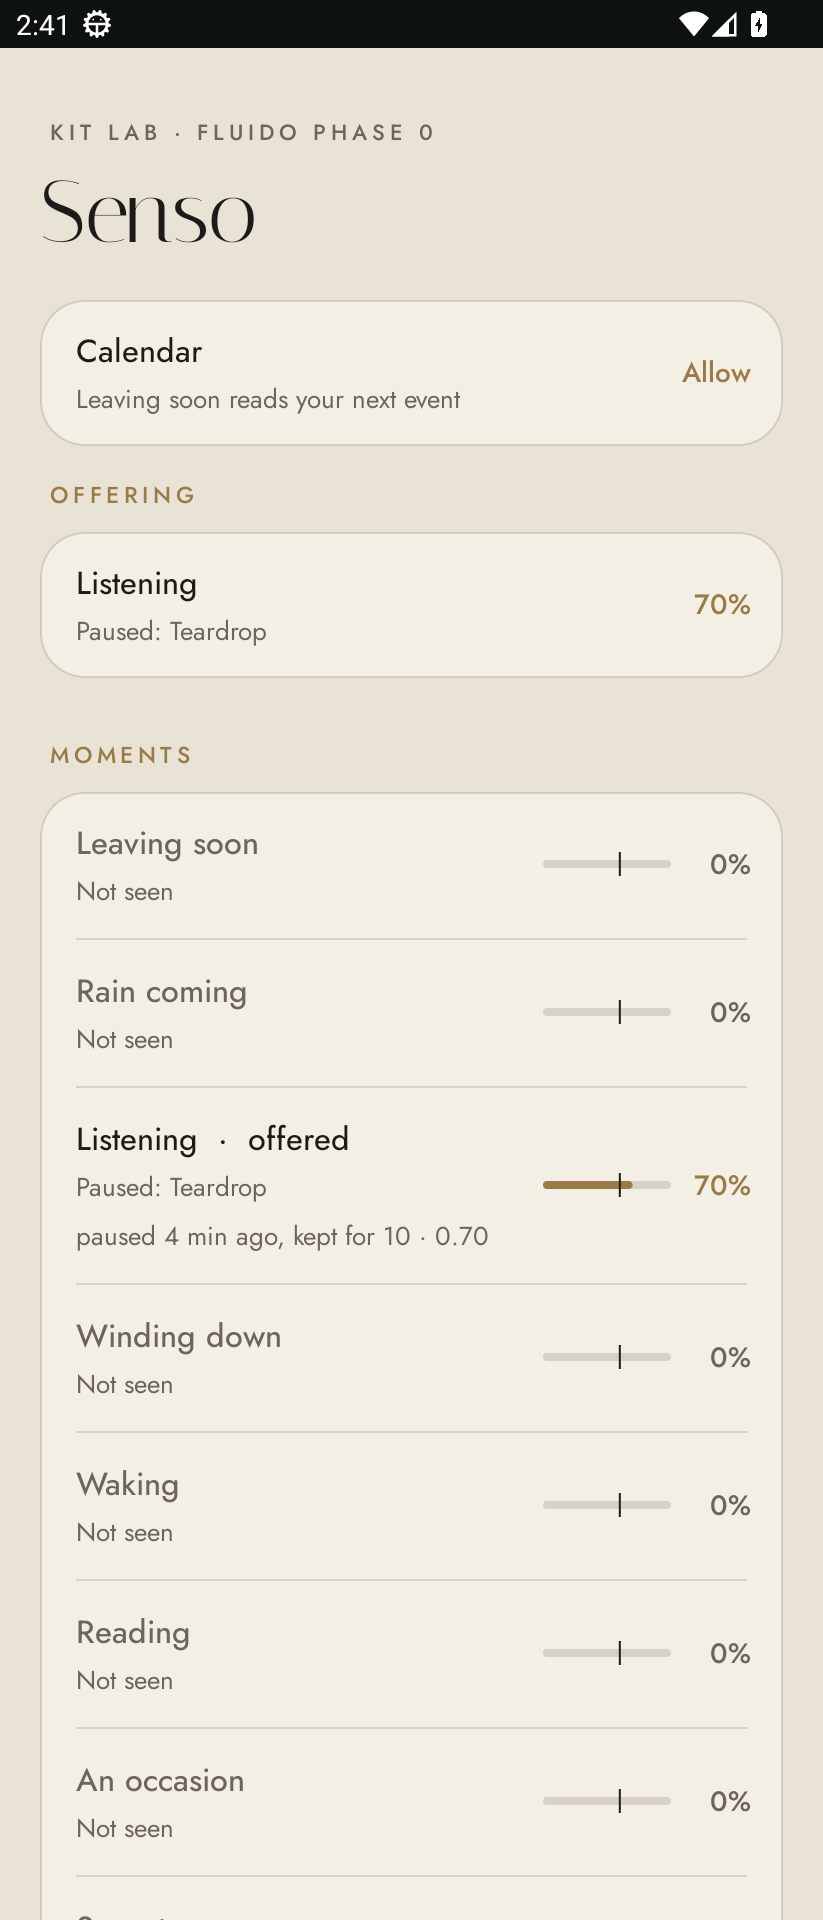 2:41
KIT LAB · FLUIDO PHASE 0
Senso
Calendar
Leaving soon reads your next event
Allow
OFFERING
Listening
Paused: Teardrop
70%
MOMENTS
Leaving soon
Not seen
0%
Rain coming
Not seen
0%
Listening · offered
Paused: Teardrop
paused 4 min ago, kept for 10 · 0.70
70%
Winding down
Not seen
0%
Waking
Not seen
0%
Reading
Not seen
0%
An occasion
Not seen
0%